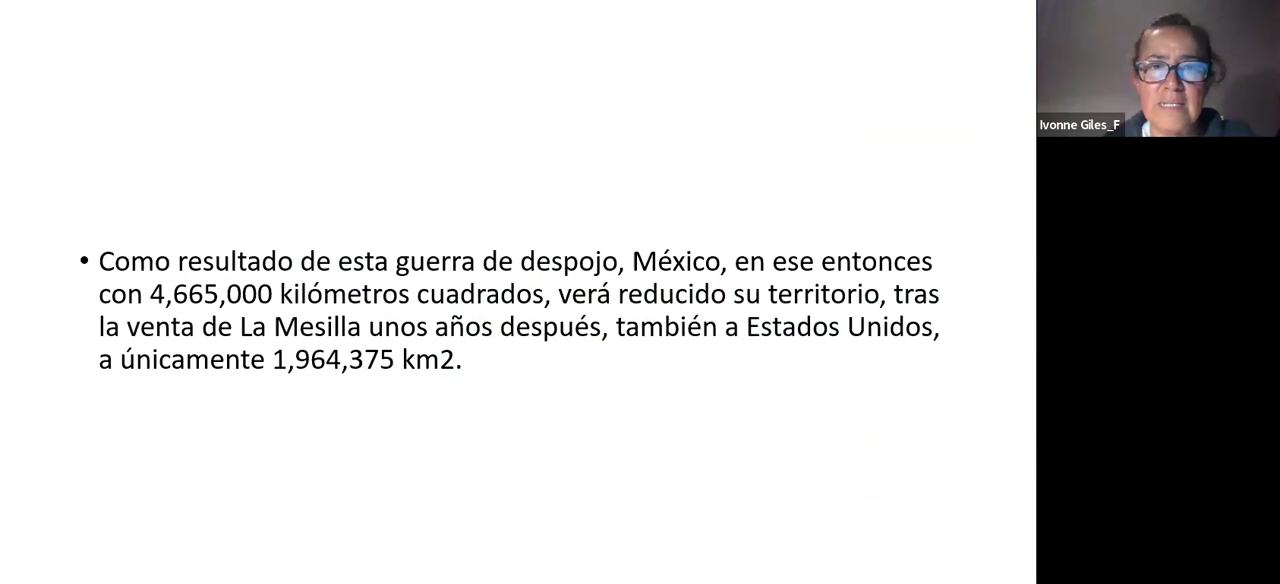 • Como resultado de esta guerra de despojo, México, en ese entonces
con 4,665,000 kilómetros cuadrados, verá reducido su territorio, tras
la venta de La Mesilla unos años después, también a Estados Unidos,
a únicamente 1,964,375 km2.
Ivonne Giles_F